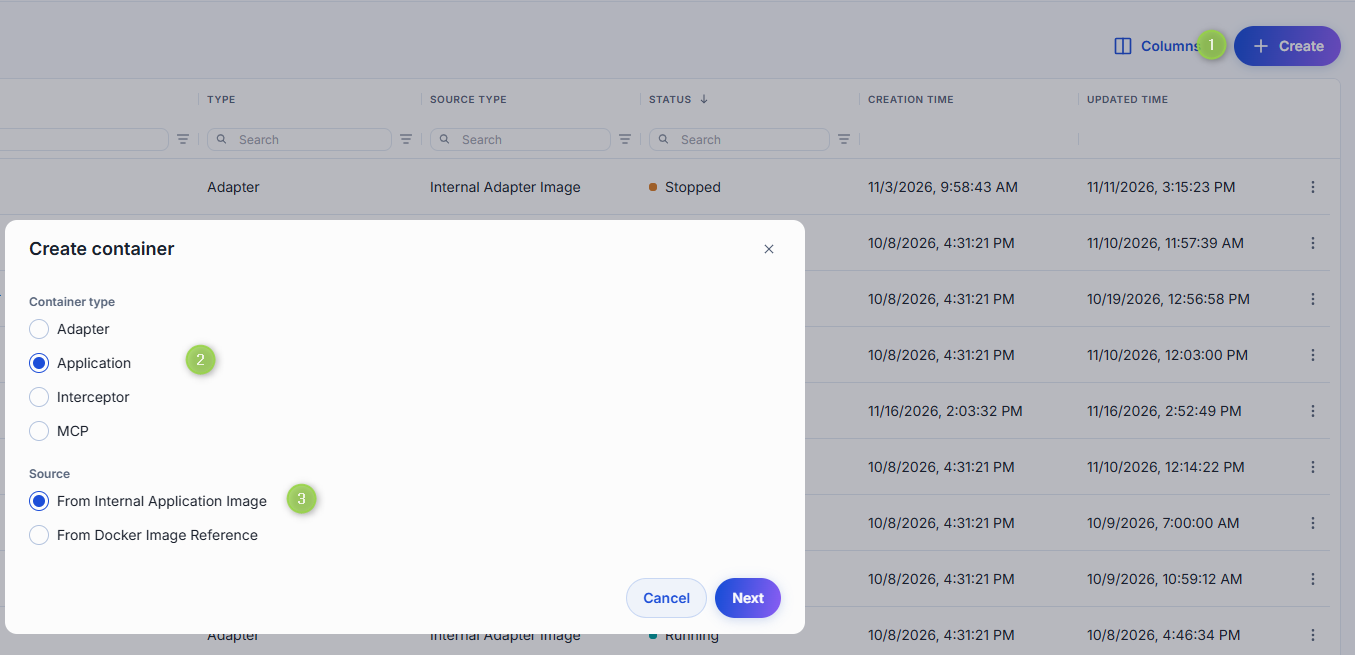 Columns 1 + Create
TYPE SOURCE TYPE STATUS ↓ CREATION TIME UPDATED TIME
Search Search Search
Adapter Internal Adapter Image Stopped 11/3/2026, 9:58:43 AM 11/11/2026, 3:15:23 PM
10/8/2026, 4:31:21 PM 11/10/2026, 11:57:39 AM
10/8/2026, 4:31:21 PM 10/19/2026, 12:56:58 PM
10/8/2026, 4:31:21 PM 11/10/2026, 12:03:00 PM
11/16/2026, 2:03:32 PM 11/16/2026, 2:52:49 PM
10/8/2026, 4:31:21 PM 11/10/2026, 12:14:22 PM
10/8/2026, 4:31:21 PM 10/9/2026, 7:00:00 AM
10/8/2026, 4:31:21 PM 10/9/2026, 10:59:12 AM
Adapter Internal Adapter Image Running 10/8/2026, 4:31:21 PM 10/8/2026, 4:46:34 PM
Create container
Container type
Adapter
Application 2
Interceptor
MCP
Source
From Internal Application Image 3
From Docker Image Reference
Cancel Next